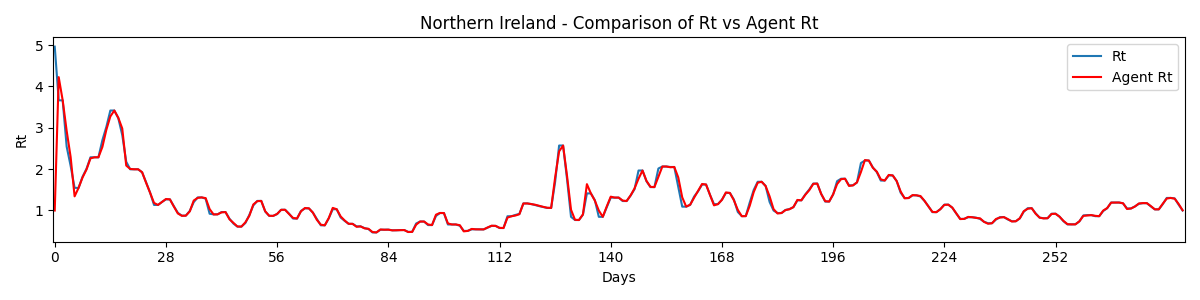 Northern Ireland - Comparison of Rt vs Agent Rt
Rt
Agent Rt
5
4
3
2
1
Rt
0 28 56 84 112 140 168 196 224 252
Days